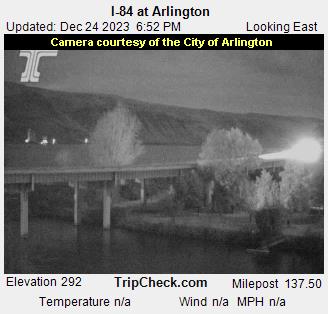 I-84 at Arlington
Updated: Dec 24 2023 6:52 PM Looking East
Camera courtesy of the City of Arlington
Elevation 292 TripCheck.com Milepost 137.50
Temperature n/a Wind n/a MPH n/a